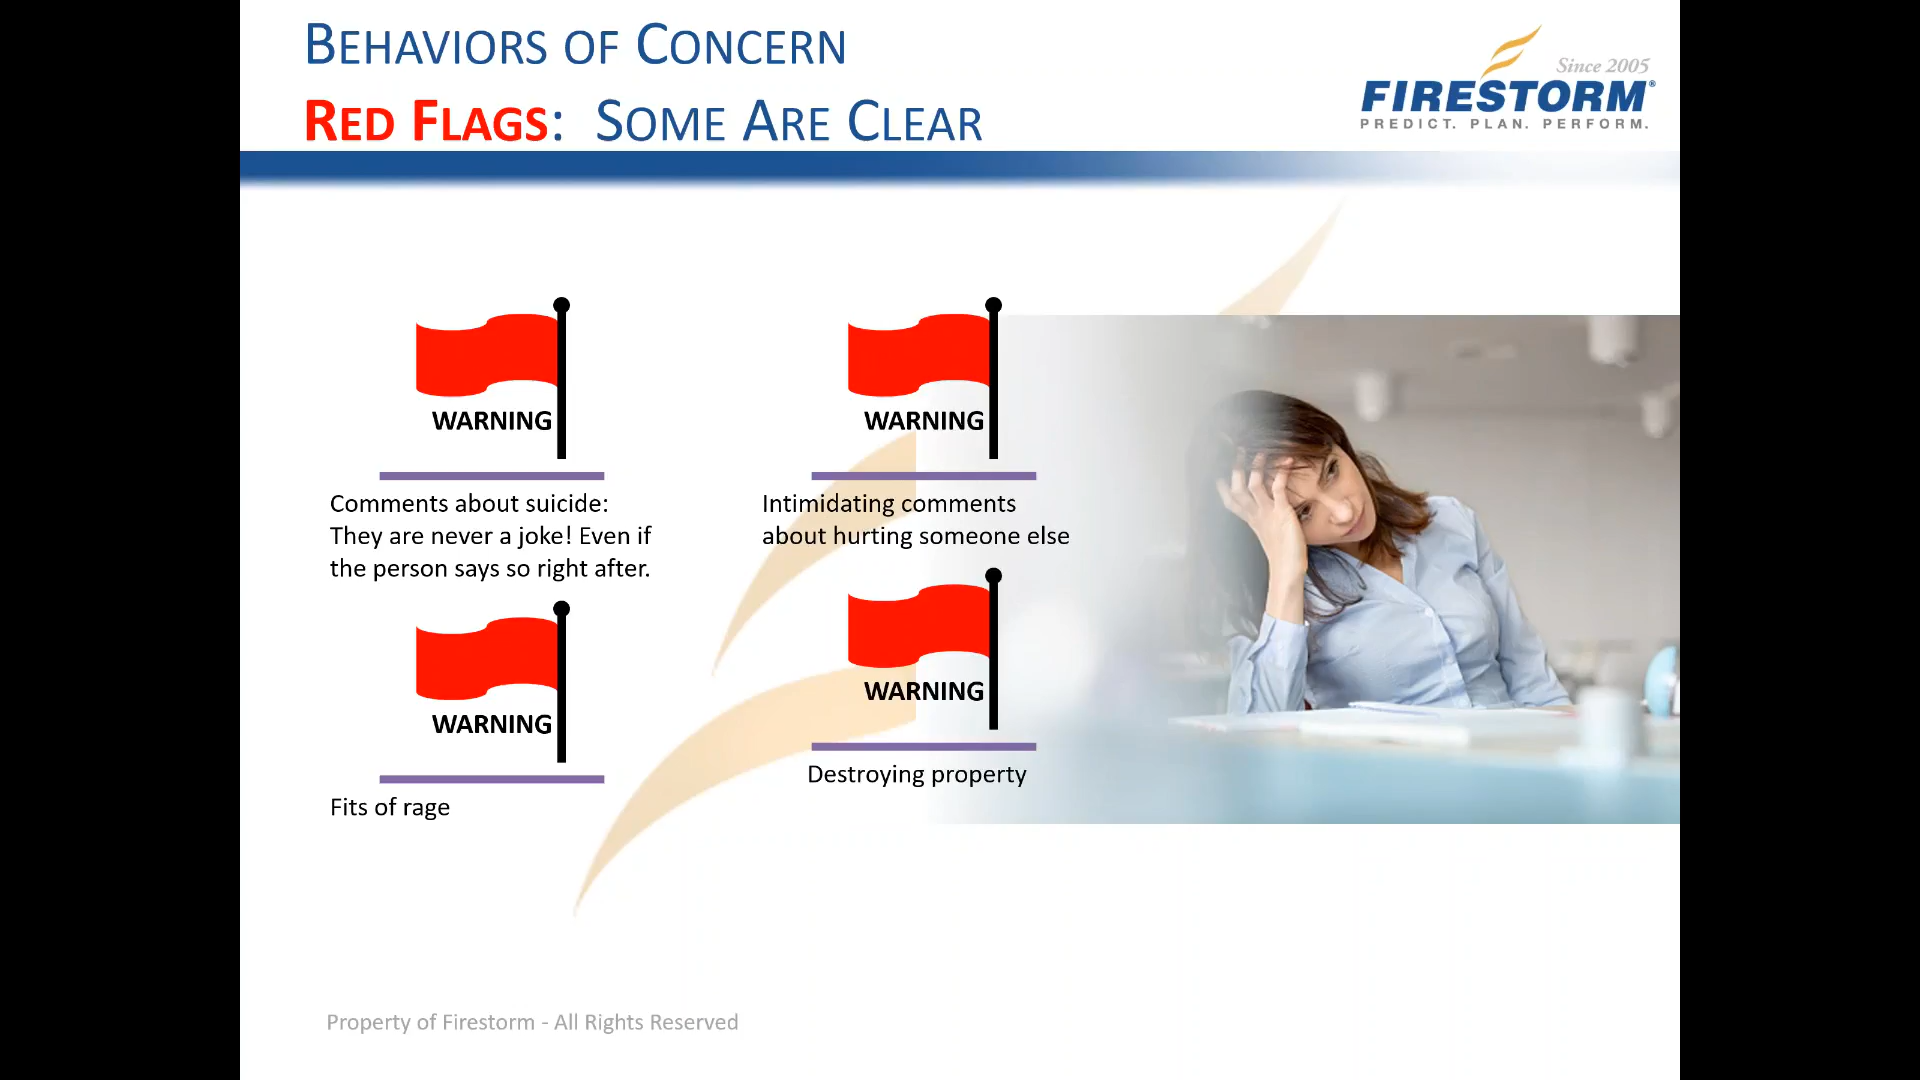 BEHAVIORS OF CONCERN
RED FLAGS: SOME ARE CLEAR
Since 2005
FIRESTORM®
PREDICT. PLAN. PERFORM.
WARNING
Comments about suicide:
They are never a joke! Even if
the person says so right after.
WARNING
Intimidating comments
about hurting someone else
WARNING
Fits of rage
WARNING
Destroying property
Property of Firestorm - All Rights Reserved